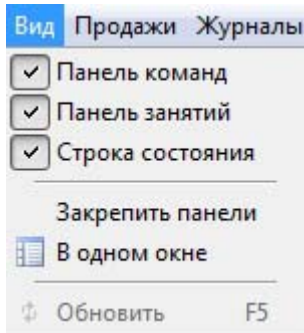 Вид Продажи Журналы
Панель команд
Панель занятий
Строка состояния
Закрепить панели
В одном окне
Обновить F5